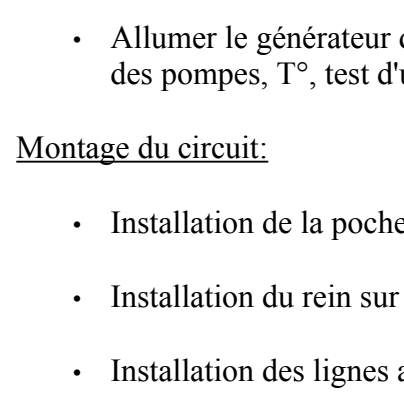 • Allumer le générateur
des pompes, T°, test
Montage du circuit:
• Installation de la poche
• Installation du rein sur
• Installation des lignes